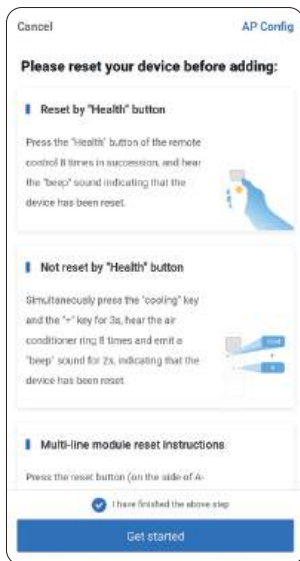 Cancel AP Config
Please reset your device before adding:
Reset by "Health" button
Press the "Health" button of the remote
control 8 times in succession, and hear
the "beep" sound indicating that the
device has been reset.
Not reset by "Health" button
Simultaneously press the "cooling" key
and the "+" key for 3s, hear the air
conditioner ring 8 times and emit a
"beep" sound for 2s, indicating that the
device has been reset
Multi-line module reset instructions
Press the reset button (on the side of A-
I have finished the above step
Get started